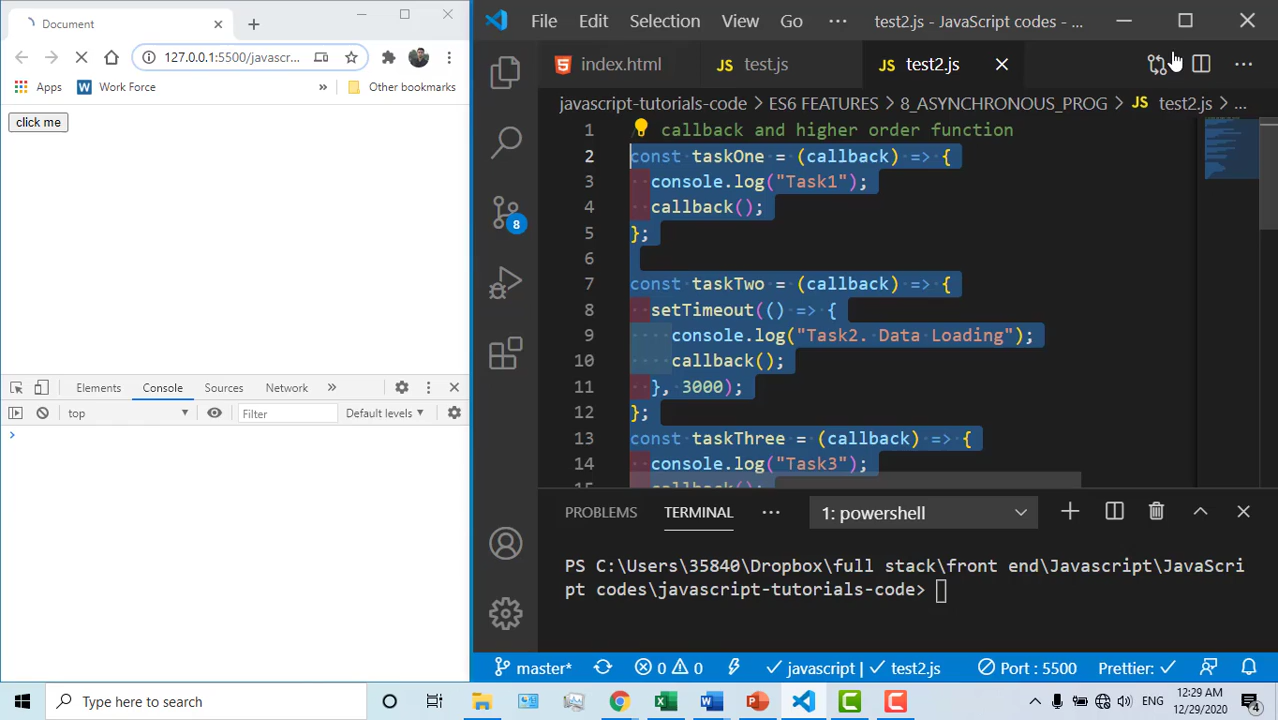 Document
127.0.0.1:5500/javascr...
Apps
Work Force
»
Other bookmarks
click me
Elements
Console
Sources
Network
»
top
Filter
Default levels
>
File
Edit
Selection
View
Go
test2.js - JavaScript codes - ...
index.html
JS test.js
JS test2.js
javascript-tutorials-code > ES6 FEATURES > 8_ASYNCHRONOUS_PROG > JS test2.js > ...
1 callback and higher order function
2 const taskOne = (callback) => {
3 console.log("Task1");
4 callback();
5 };
6
7 const taskTwo = (callback) => {
8 setTimeout(() => {
9 console.log("Task2. Data Loading");
10 callback();
11 }, 3000);
12 };
13 const taskThree = (callback) => {
14 console.log("Task3");
15 callback();
8
PROBLEMS
TERMINAL
1: powershell
PS C:\Users\35840\Dropbox\full stack\front end\Javascript\JavaScri
pt codes\javascript-tutorials-code>
master*
0
0
javascript | ✓ test2.js
Port : 5500
Prettier: ✓
Type here to search
ENG
12:29 AM
12/29/2020
4